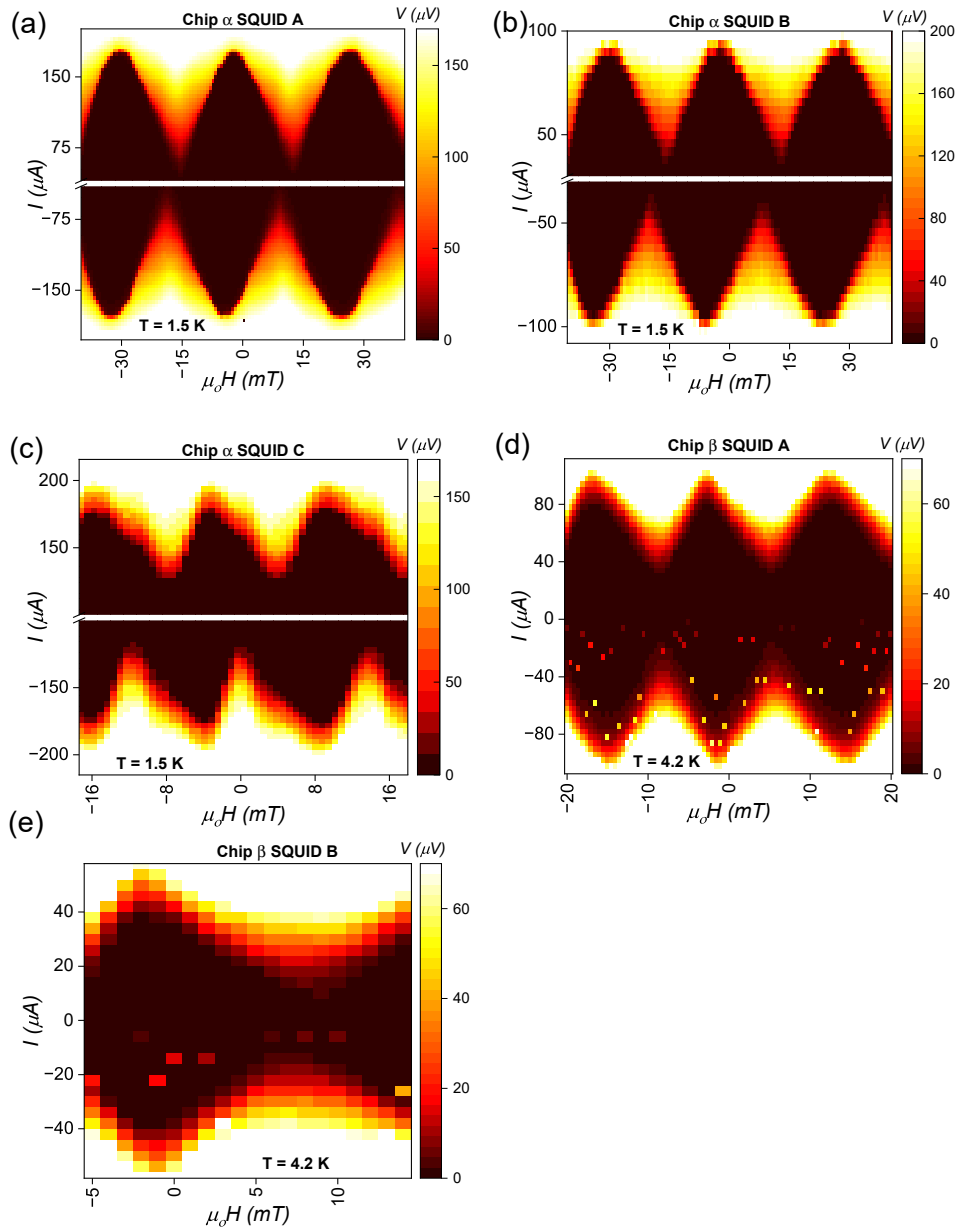 (a)
Chip α SQUID A
V (μV)
150
75
−75
−150
I (μA)
150
100
50
0
T = 1.5 K
−30
−15
0
15
30
μ₀H (mT)
(b)
Chip α SQUID B
V (μV)
100
50
−50
−100
I (μA)
200
160
120
80
40
0
T = 1.5 K
−30
−15
0
15
30
μ₀H (mT)
(c)
Chip α SQUID C
V (μV)
200
150
−150
−200
I (μA)
150
100
50
0
T = 1.5 K
−16
−8
0
8
16
μ₀H (mT)
(d)
Chip β SQUID A
V (μV)
80
40
0
−40
−80
I (μA)
60
40
20
0
T = 4.2 K
−20
−10
0
10
20
μ₀H (mT)
(e)
Chip β SQUID B
V (μV)
40
20
0
−20
−40
I (μA)
60
40
20
0
T = 4.2 K
−5
0
5
10
μ₀H (mT)